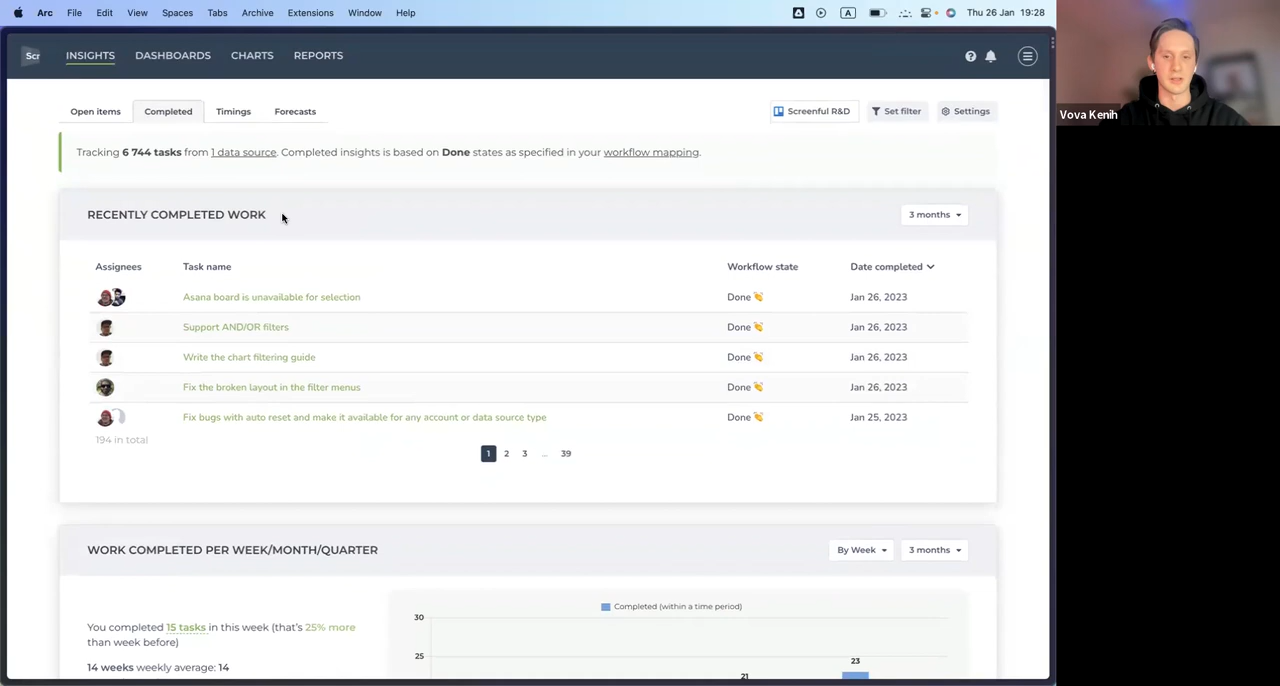 Arc File Edit View Spaces Tabs Archive Extensions Window Help A Thu 26 Jan 19:28
Scr INSIGHTS DASHBOARDS CHARTS REPORTS
Open items Completed Timings Forecasts Screenful R&D Set filter Settings
Tracking 6 744 tasks from 1 data source. Completed insights is based on Done states as specified in your workflow mapping.
Vova Kenih
RECENTLY COMPLETED WORK 3 months
Assignees Task name Workflow state Date completed
Asana board is unavailable for selection Done 👏 Jan 26, 2023
Support AND/OR filters Done 👏 Jan 26, 2023
Write the chart filtering guide Done 👏 Jan 26, 2023
Fix the broken layout in the filter menus Done 👏 Jan 26, 2023
Fix bugs with auto reset and make it available for any account or data source type Done 👏 Jan 25, 2023
194 in total
1 2 3 ... 39
WORK COMPLETED PER WEEK/MONTH/QUARTER By Week 3 months
Completed (within a time period)
30
You completed 15 tasks in this week (that's 25% more
than week before)
25
23
14 weeks weekly average: 14
21